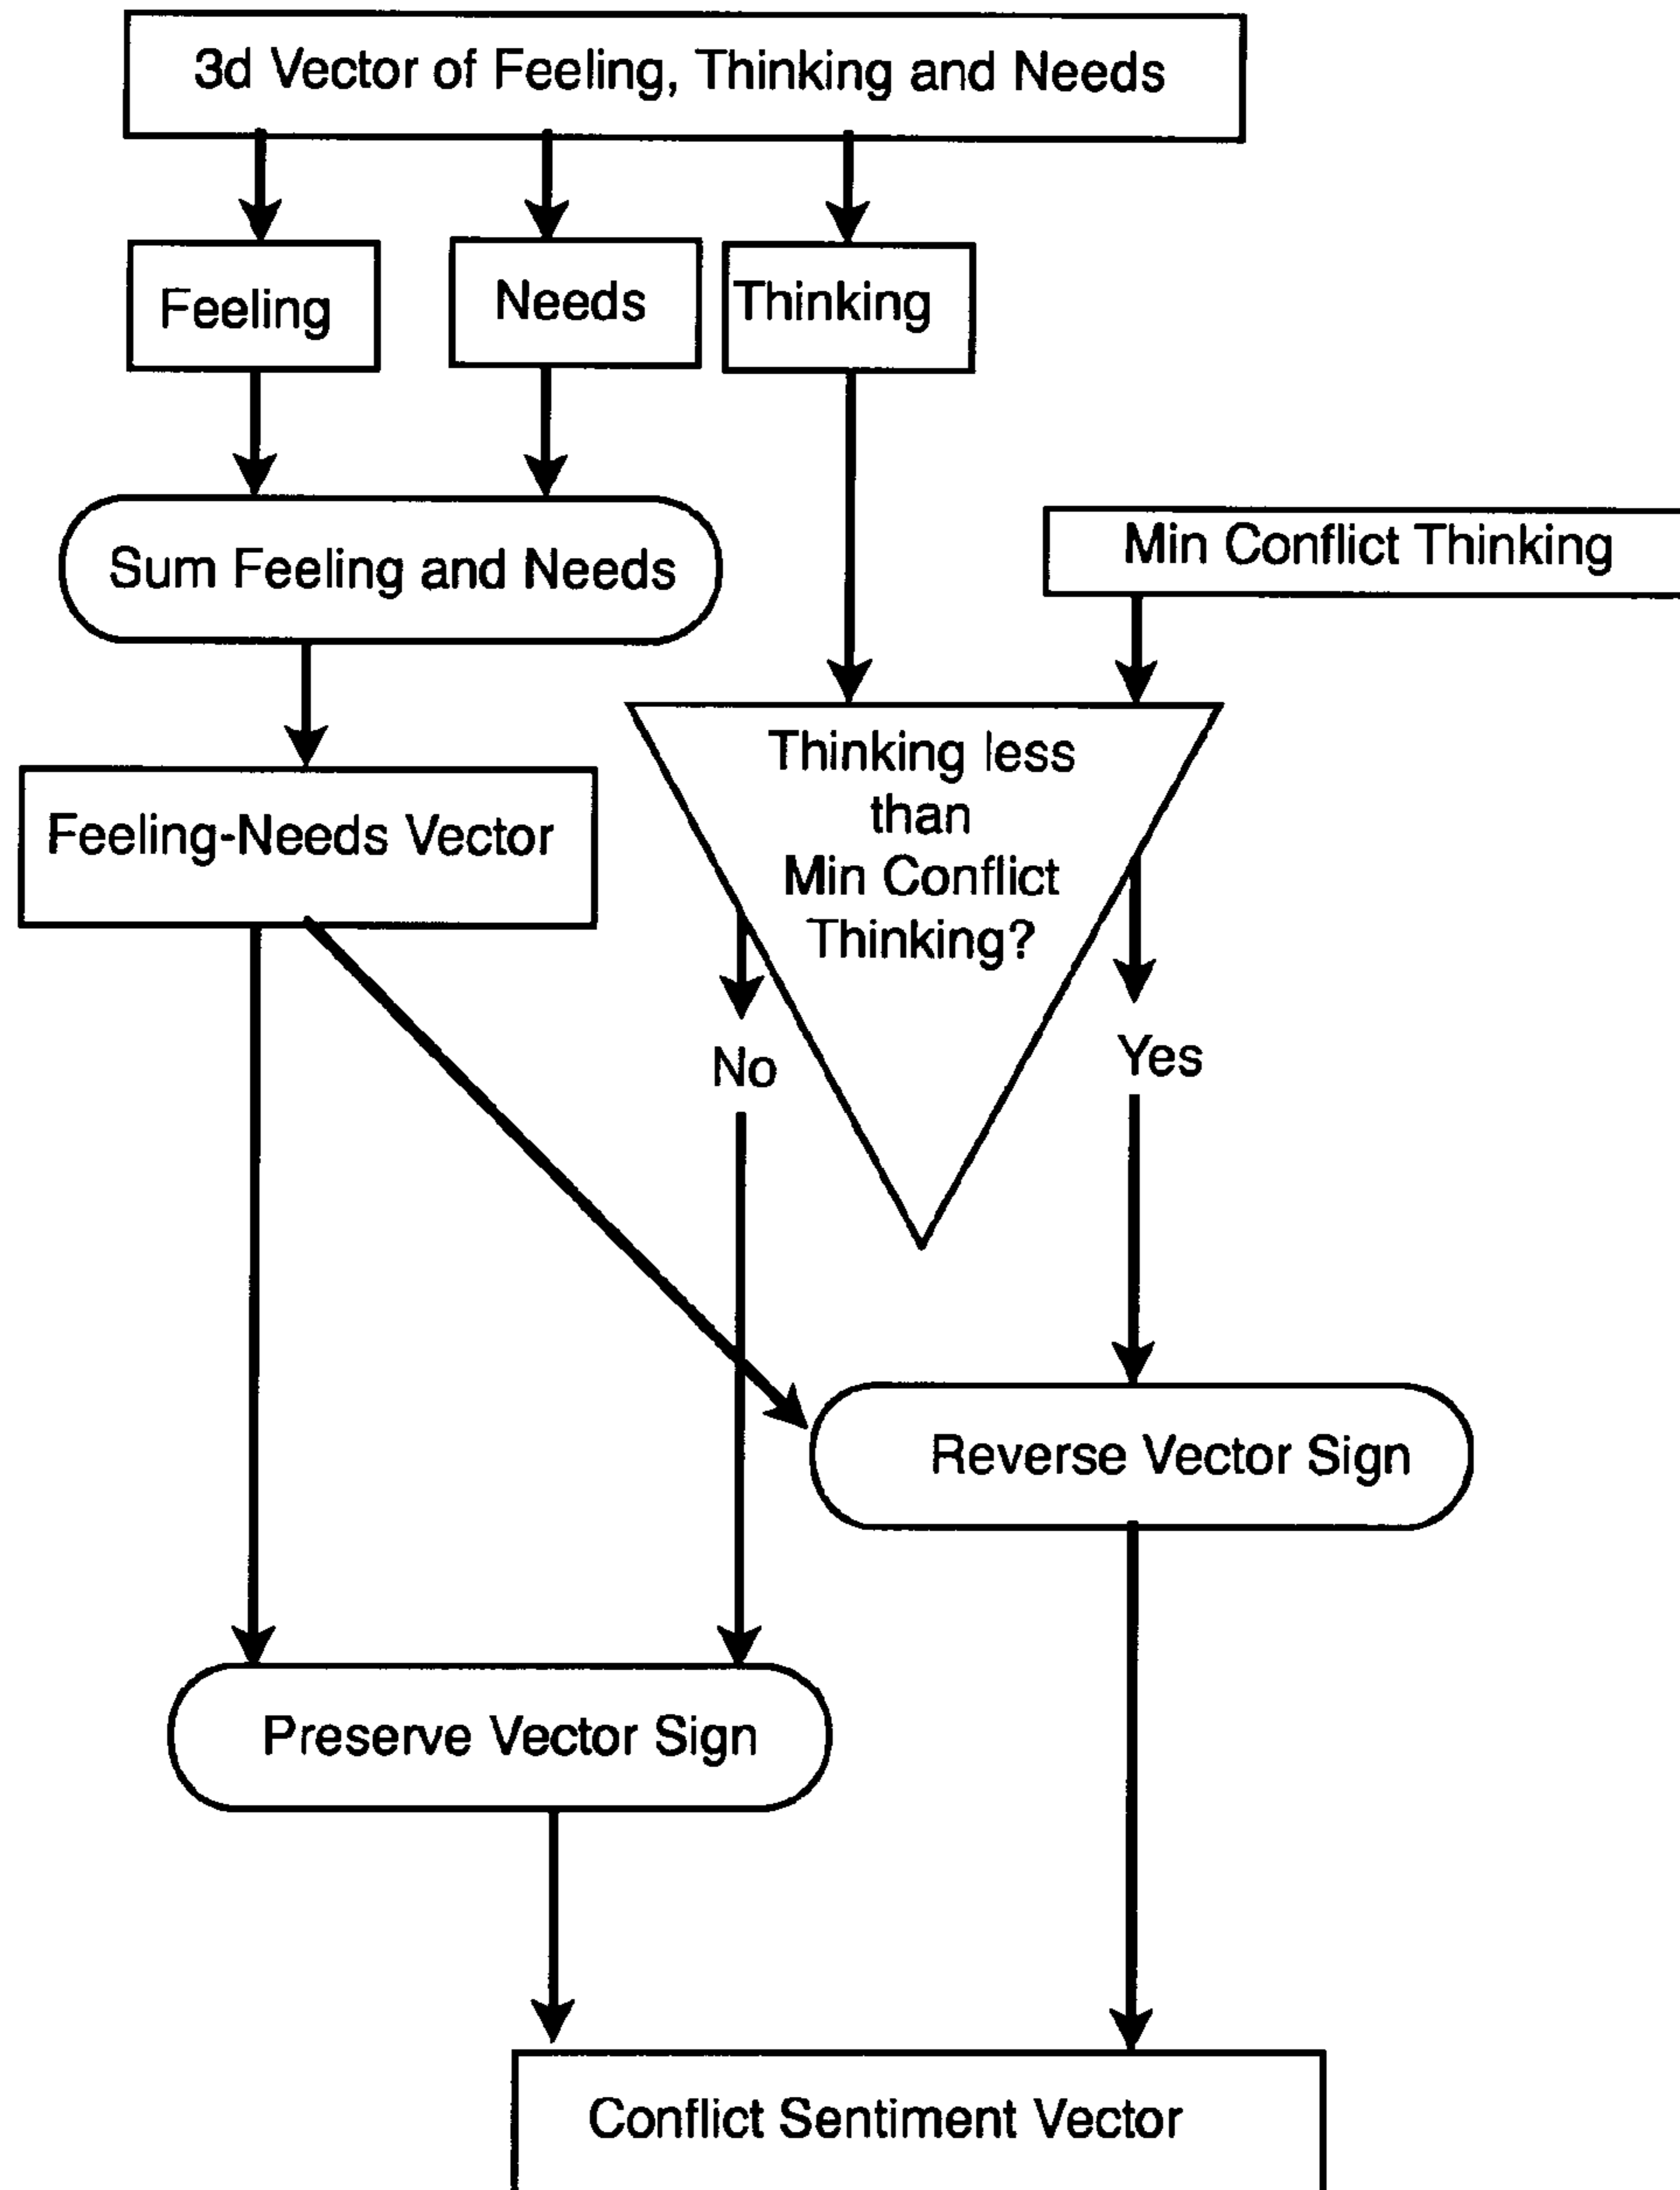 3d Vector of Feeling, Thinking and Needs
Feeling
Needs
Thinking
Sum Feeling and Needs
Min Conflict Thinking
Feeling-Needs Vector
Thinking less
than
Min Conflict
Thinking?
No
Yes
Reverse Vector Sign
Preserve Vector Sign
Conflict Sentiment Vector